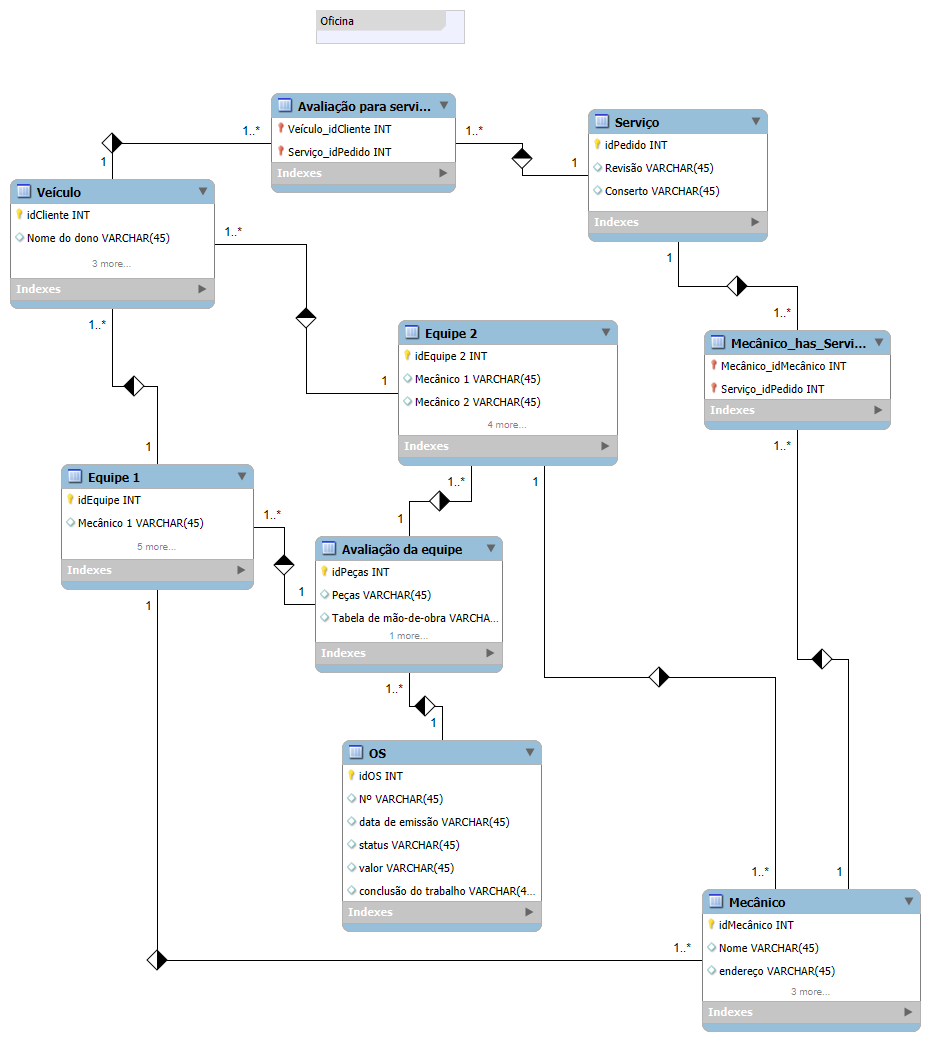 Oficina
Avaliação para servi...
Veículo_idCliente INT
Serviço_idPedido INT
Indexes
1..*
1
1..*
1
Serviço
idPedido INT
Revisão VARCHAR(45)
Conserto VARCHAR(45)
Indexes
Veículo
idCliente INT
Nome do dono VARCHAR(45)
3 more...
Indexes
1..*
1
1
1..*
1..*
1
Equipe 2
idEquipe 2 INT
Mecânico 1 VARCHAR(45)
Mecânico 2 VARCHAR(45)
4 more...
Indexes
Mecânico_has_Servi...
Mecânico_idMecânico INT
Serviço_idPedido INT
Indexes
1..*
1
1..*
1
Equipe 1
idEquipe INT
Mecânico 1 VARCHAR(45)
5 more...
Indexes
1..*
1
1
Avaliação da equipe
idPeças INT
Peças VARCHAR(45)
Tabela de mão-de-obra VARCHA...
1 more...
Indexes
1..*
1
OS
idOS INT
Nº VARCHAR(45)
data de emissão VARCHAR(45)
status VARCHAR(45)
valor VARCHAR(45)
conclusão do trabalho VARCHAR(4...
Indexes
1..*
1
1..*
Mecânico
idMecânico INT
Nome VARCHAR(45)
endereço VARCHAR(45)
3 more...
Indexes